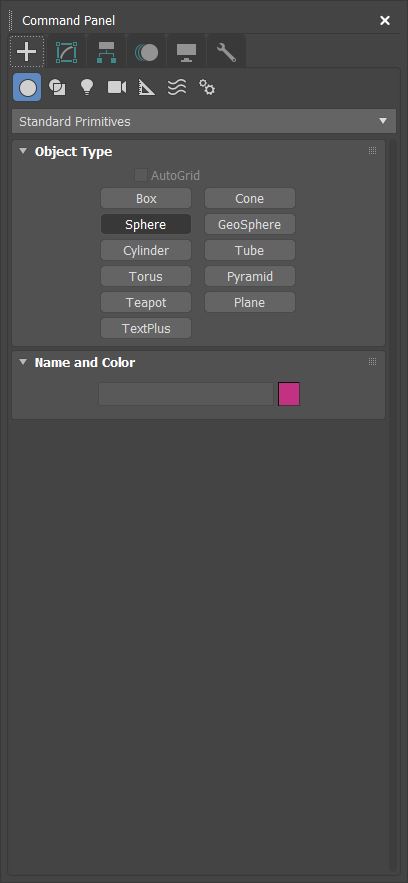 Command Panel
Standard Primitives
Object Type
AutoGrid
Box Cone
Sphere GeoSphere
Cylinder Tube
Torus Pyramid
Teapot Plane
TextPlus
Name and Color